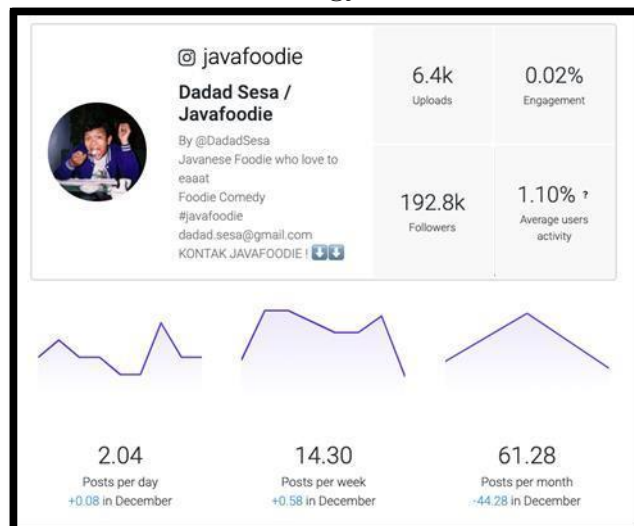 javafoodie
Dadad Sesa /
Javafoodie
By @DadadSesa
Javanese Foodie who love to
eaaat
Foodie Comedy
#javafoodie
dadad.sesa@gmail.com
KONTAK JAVAFOODIE ! ⬇️⬇️
6.4k
Uploads
0.02%
Engagement
192.8k
Followers
1.10% ?
Average users
activity
2.04
Posts per day
+0.08 in December
14.30
Posts per week
+0.58 in December
61.28
Posts per month
-44.28 in December